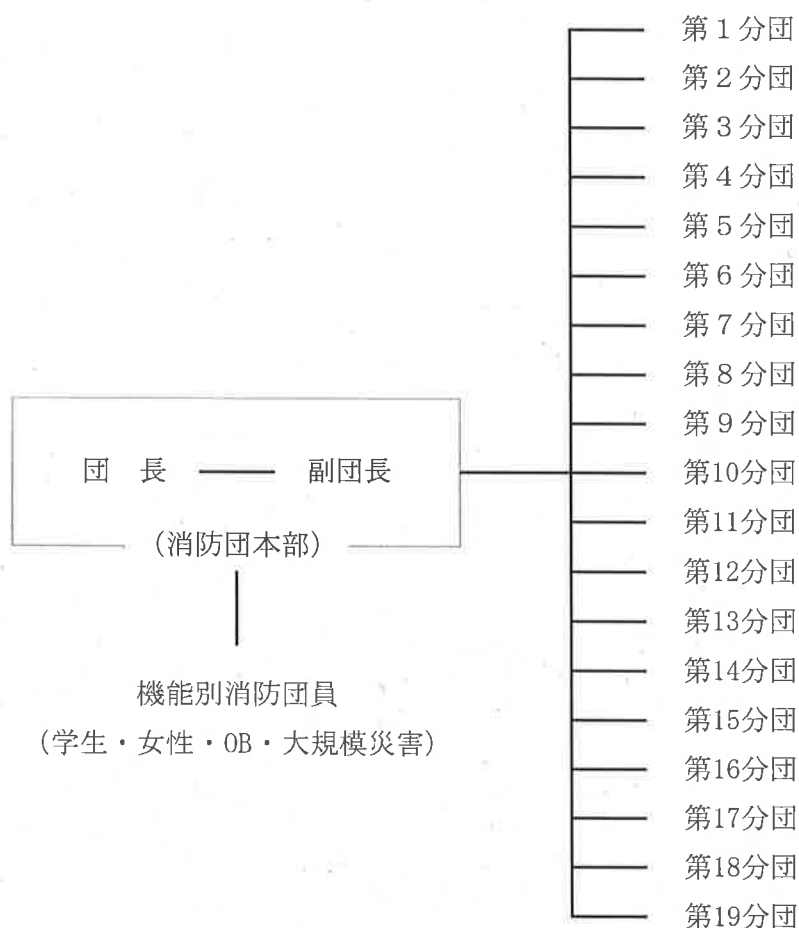 第１分団
第２分団
第３分団
第４分団
第５分団
第６分団
第７分団
第８分団
第９分団
団　長　副団長
第10分団
(消防団本部)
第11分団
第12分団
第13分団
機能別消防団員
第14分団
(学生・女性・OB・大規模災害)
第15分団
第16分団
第17分団
第18分団
第19分団